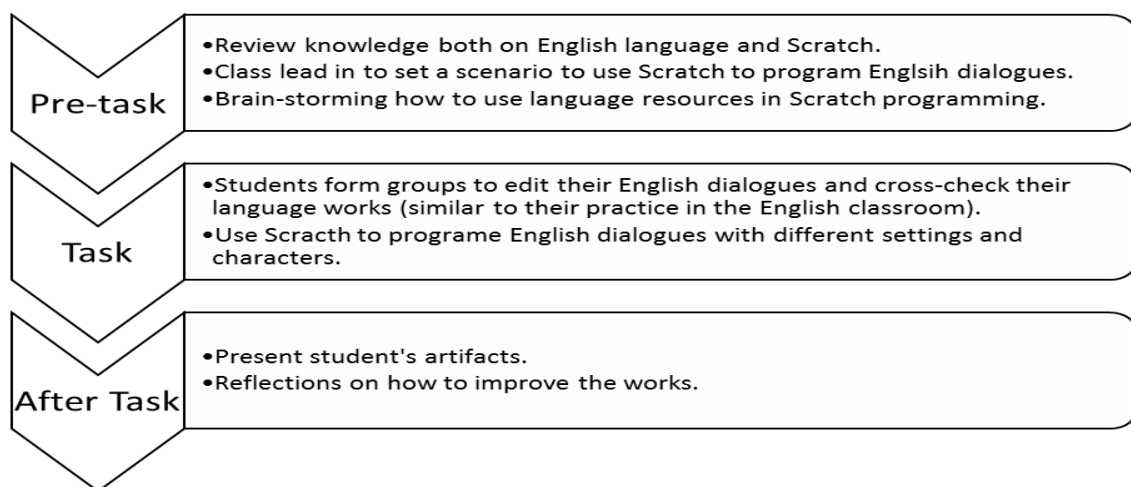 Pre-task
•Review knowledge both on English language and Scratch.
•Class lead in to set a scenario to use Scratch to program Englsih dialogues.
•Brain-storming how to use language resources in Scratch programming.
Task
•Students form groups to edit their English dialogues and cross-check their
language works (similar to their practice in the English classroom).
•Use Scracth to programe English dialogues with different settings and
characters.
After Task
•Present student's artifacts.
•Reflections on how to improve the works.